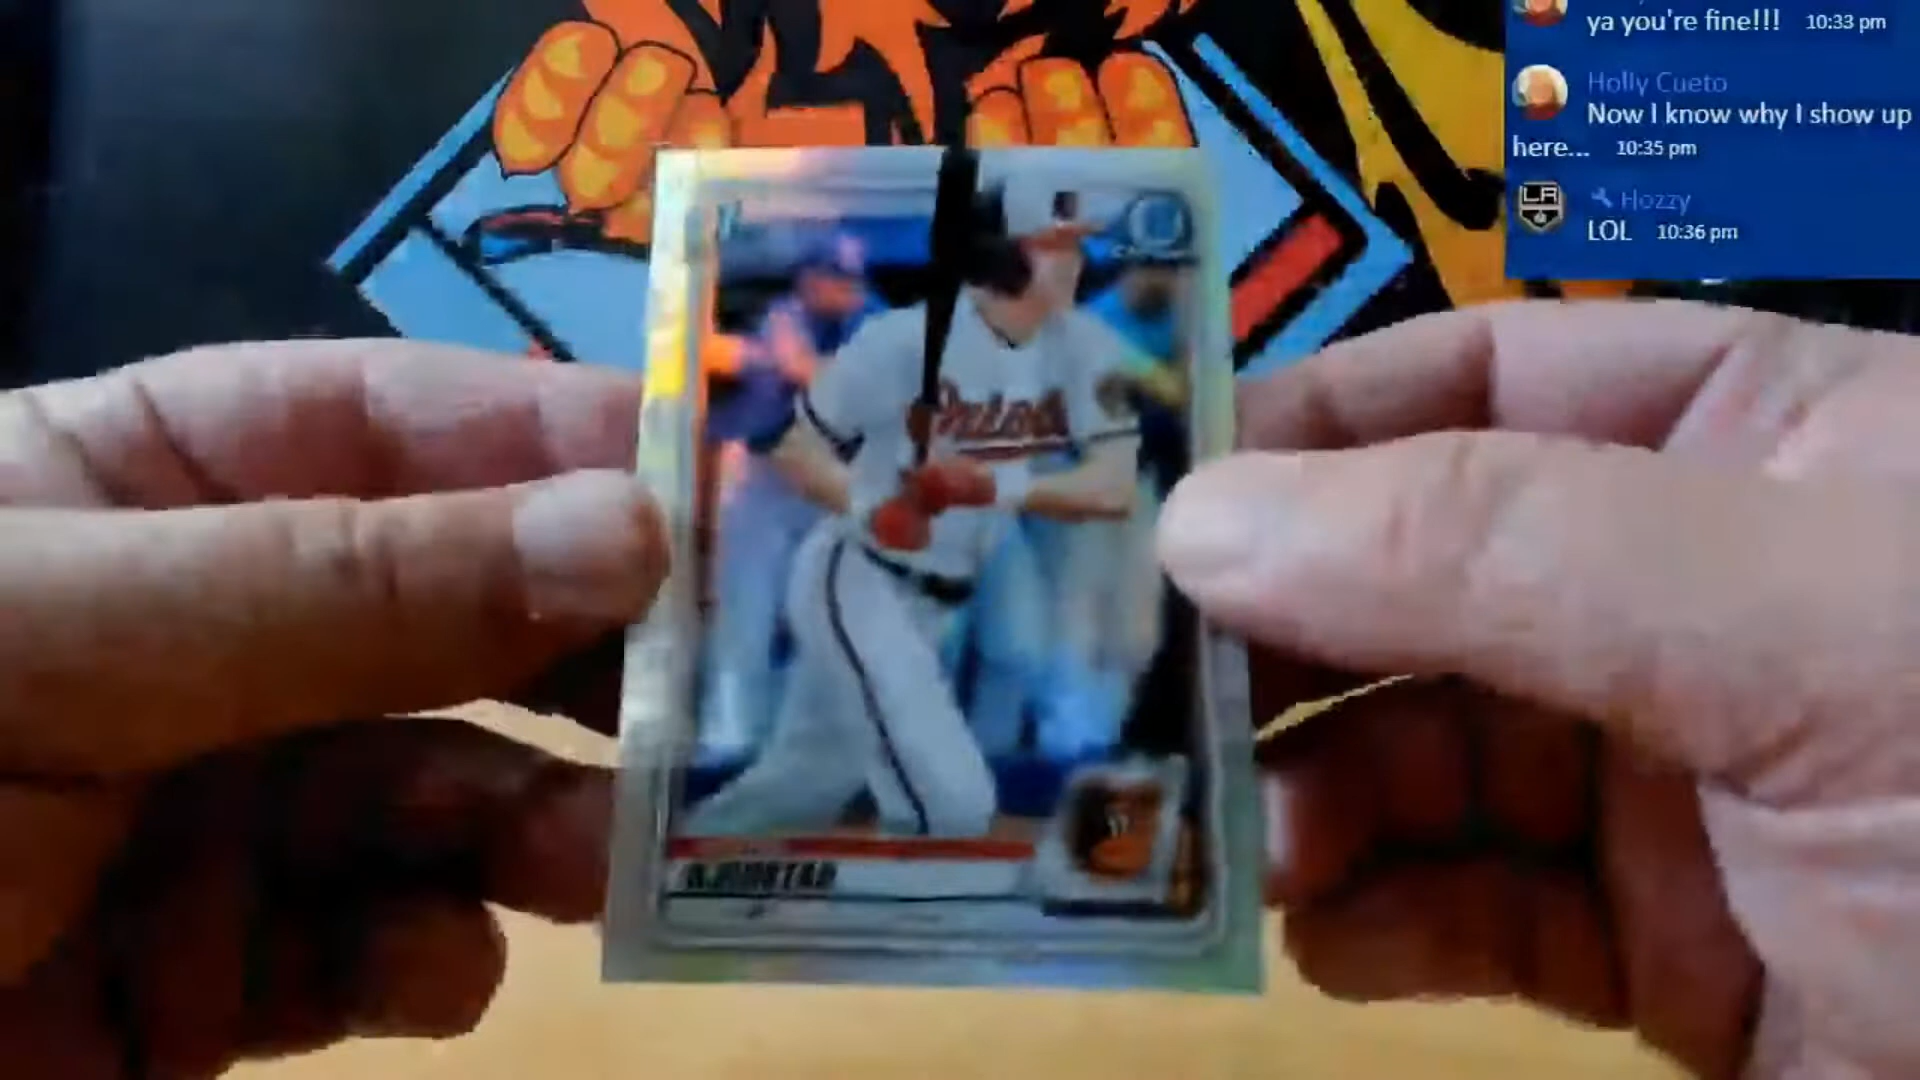 ya you're fine!!! 10:33 pm
Holly Cueto
Now I know why I show up
here... 10:35 pm
LA
Hozzy
LOL 10:36 pm
Orioles